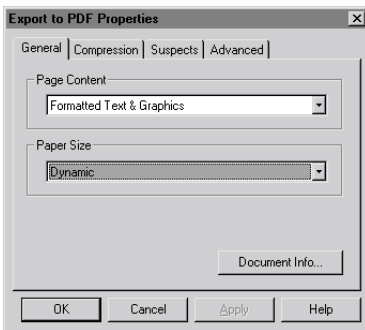 Export to PDF Properties
General Compression Suspects Advanced
Page Content
Formatted Text & Graphics
Paper Size
Dynamic
Document Info...
OK Cancel Apply Help